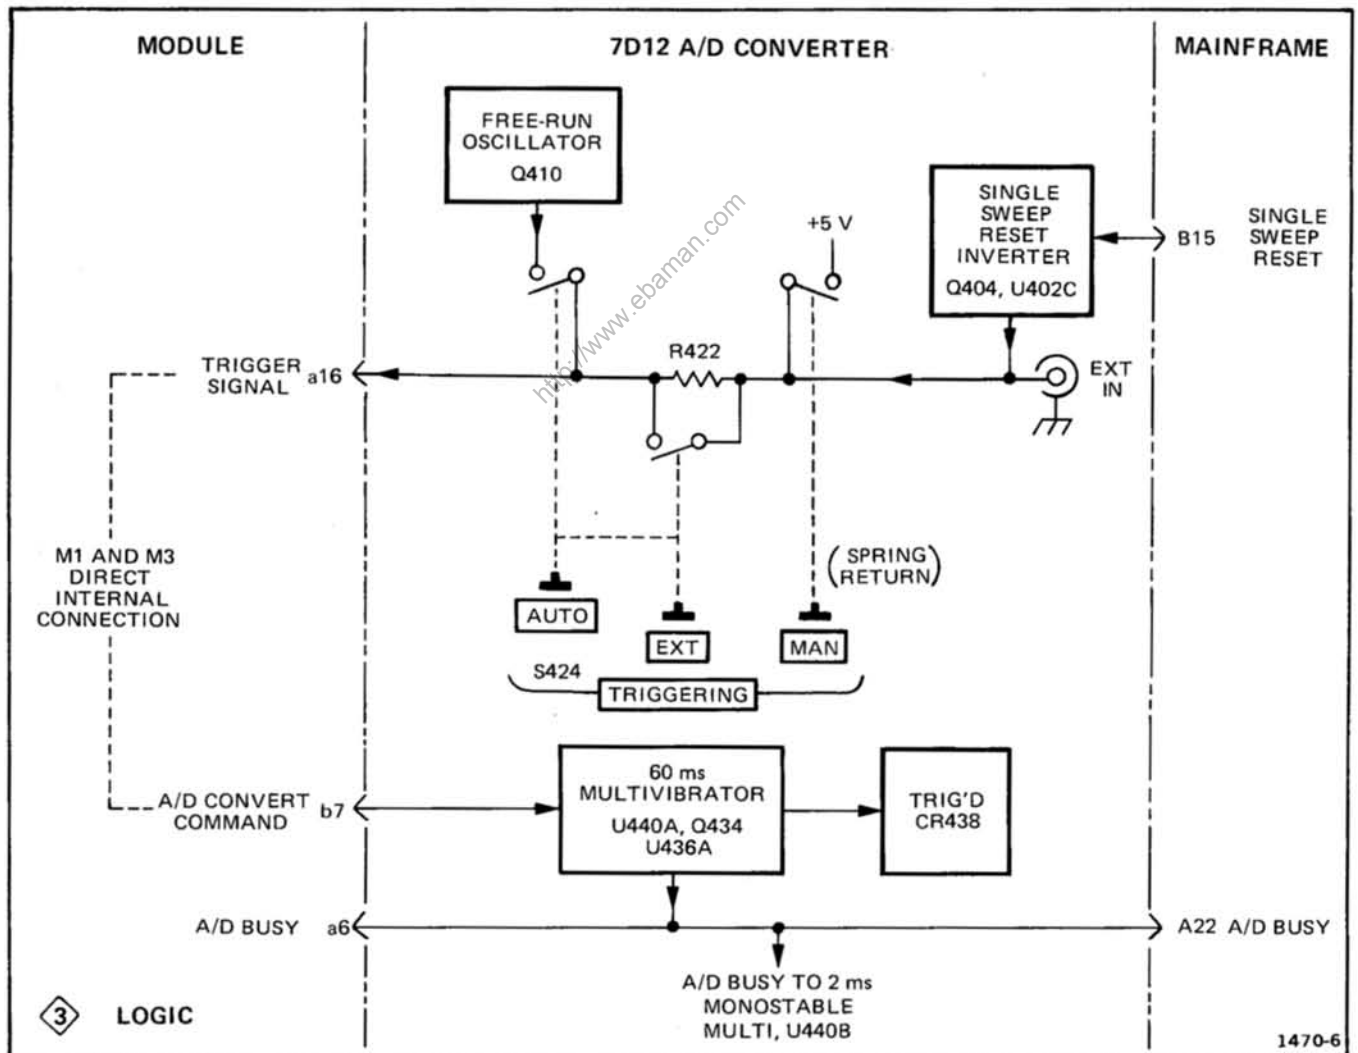 MODULE
7D12 A/D CONVERTER
MAINFRAME
FREE-RUN
OSCILLATOR
Q410
SINGLE
SWEEP
RESET
INVERTER
Q404, U402C
+5 V
B15
SINGLE
SWEEP
RESET
http://www.ebaman.com
TRIGGER
SIGNAL
a16
R422
EXT
IN
M1 AND M3
DIRECT
INTERNAL
CONNECTION
(SPRING
RETURN)
AUTO
EXT
MAN
S424
TRIGGERING
60 ms
MULTIVIBRATOR
U440A, Q434
U436A
TRIG'D
CR438
A/D CONVERT
COMMAND
b7
A/D BUSY a6
A22 A/D BUSY
A/D BUSY TO 2 ms
MONOSTABLE
MULTI, U440B
3 LOGIC
1470-6